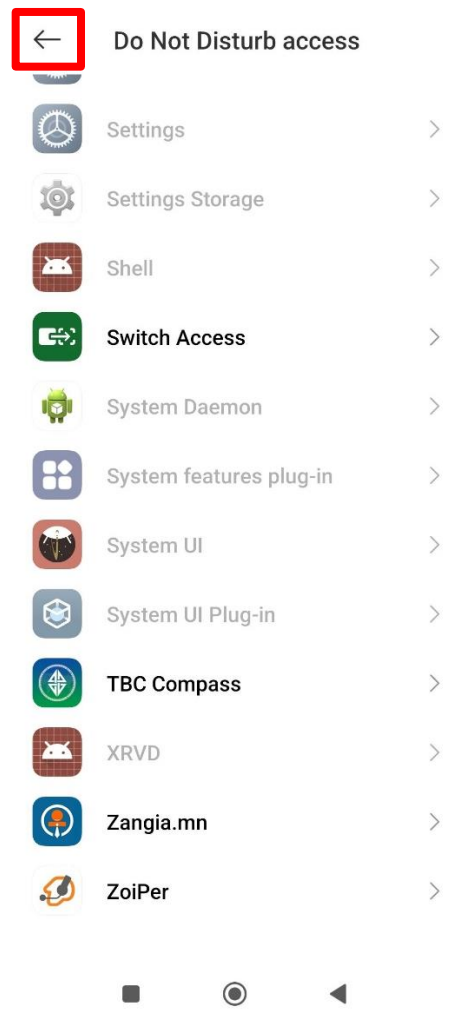 Do Not Disturb access
Settings
Settings Storage
Shell
Switch Access
System Daemon
System features plug-in
System UI
System UI Plug-in
TBC Compass
XRVD
Zangia.mn
ZoiPer